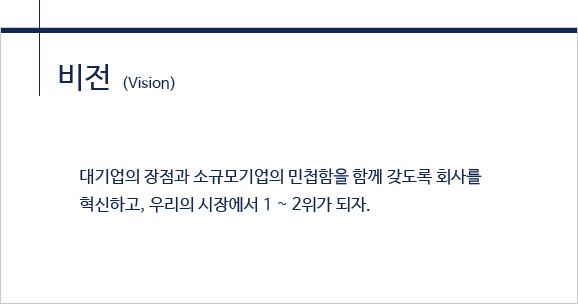 비전 (Vision)
대기업의 장점과 소규모기업의 민첩함을 함께 갖도록 회사를
혁신하고, 우리의 시장에서 1 ~ 2위가 되자.